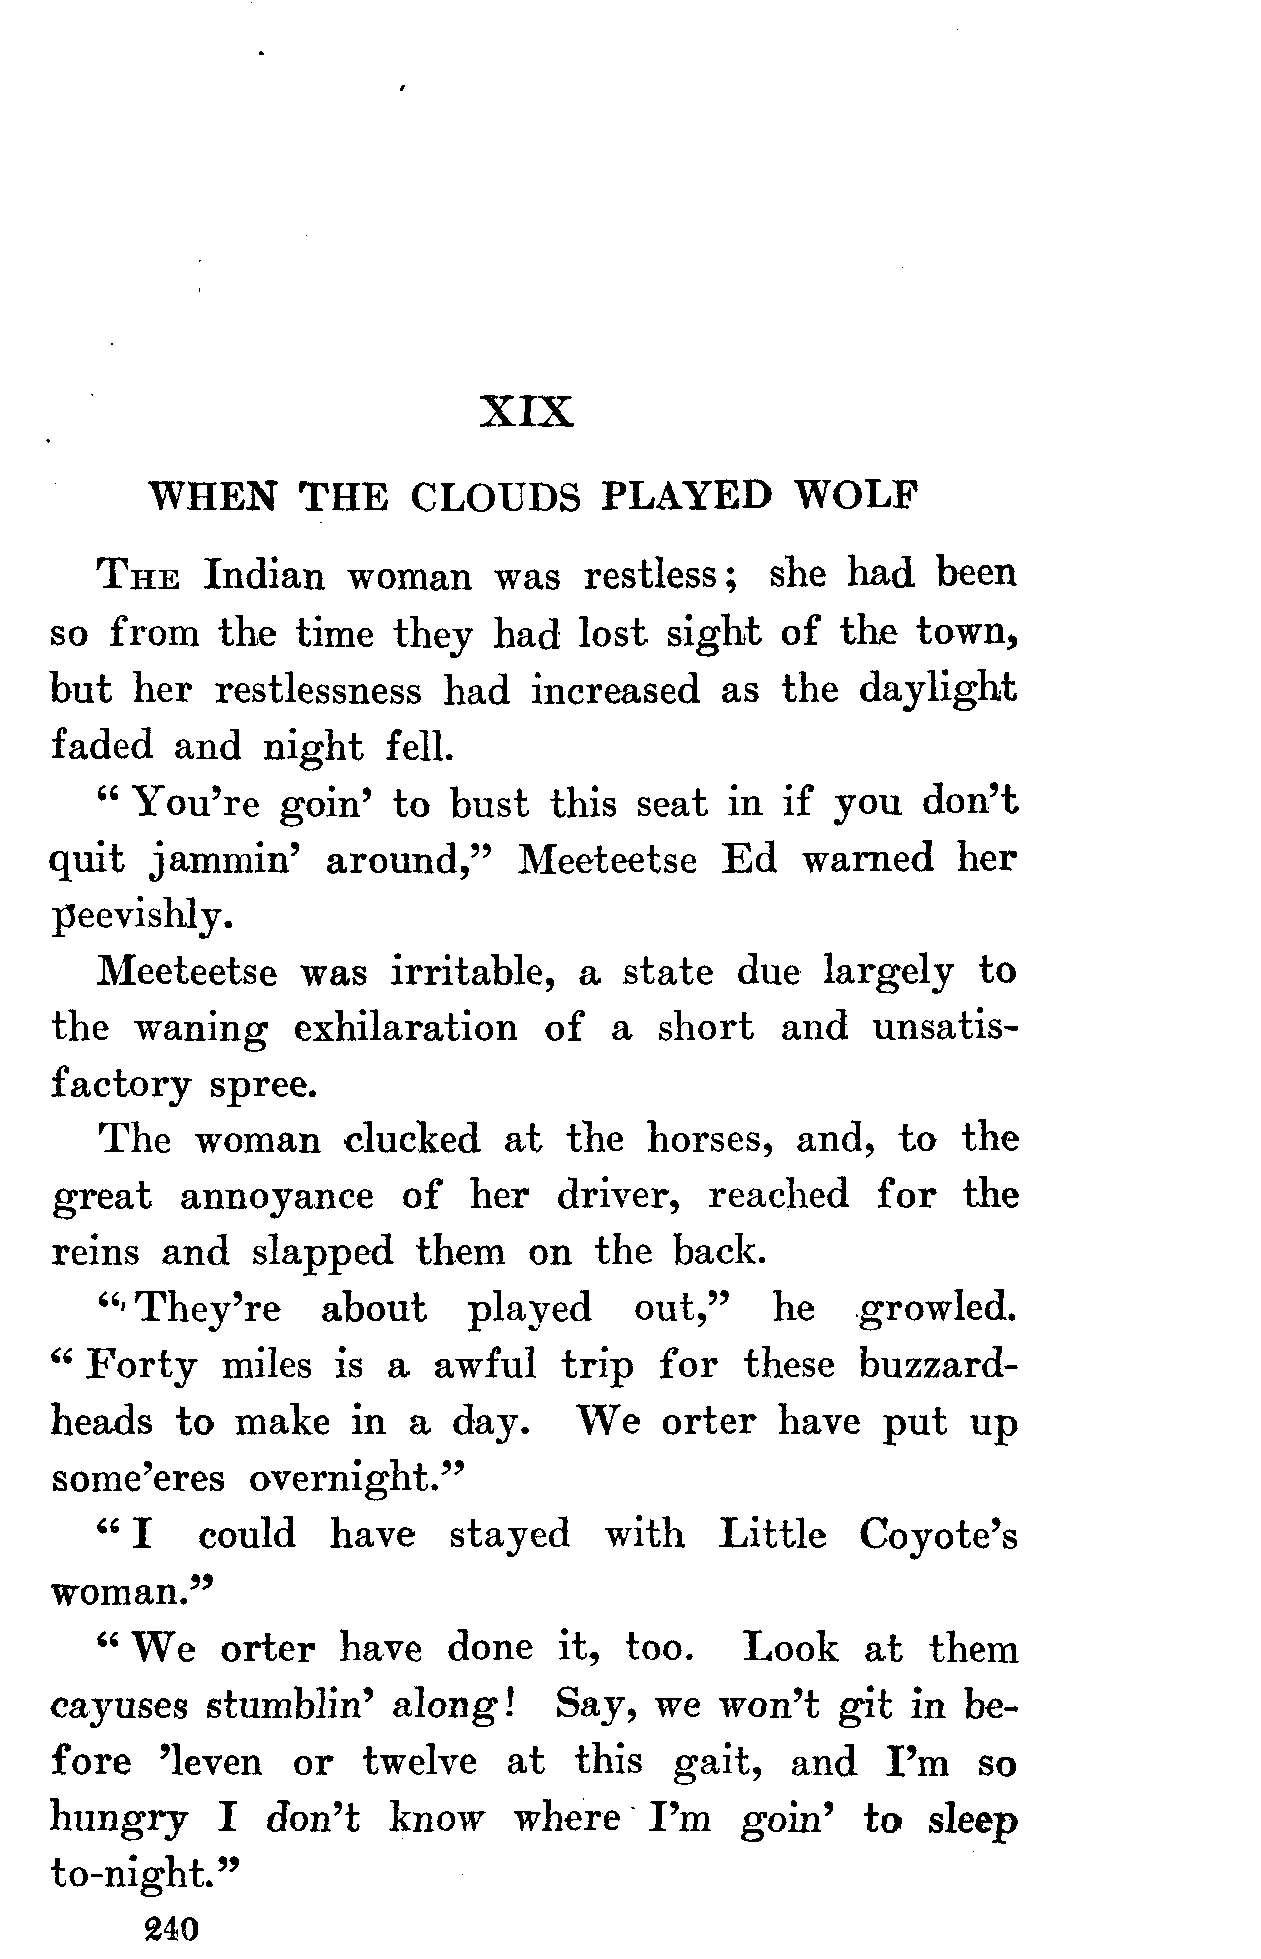 XIX
WHEN THE CLOUDS PLAYED WOLF
THE Indian woman was restless; she had been
so from the time they had lost sight of the town,
but her restlessness had increased as the daylight
faded and night fell.
“You’re goin’ to bust this seat in if you don’t
quit jammin’ around,” Meeteetse Ed warned her
peevishly.
Meeteetse was irritable, a state due largely to
the waning exhilaration of a short and unsatis-
factory spree.
The woman clucked at the horses, and, to the
great annoyance of her driver, reached for the
reins and slapped them on the back.
“They’re about played out,” he growled.
“Forty miles is a awful trip for these buzzard-
heads to make in a day. We orter have put up
some’eres overnight.”
“I could have stayed with Little Coyote’s
woman.”
“We orter have done it, too. Look at them
cayuses stumblin’ along! Say, we won’t git in be-
fore ’leven or twelve at this gait, and I’m so
hungry I don’t know where I’m goin’ to sleep
to-night.”
240